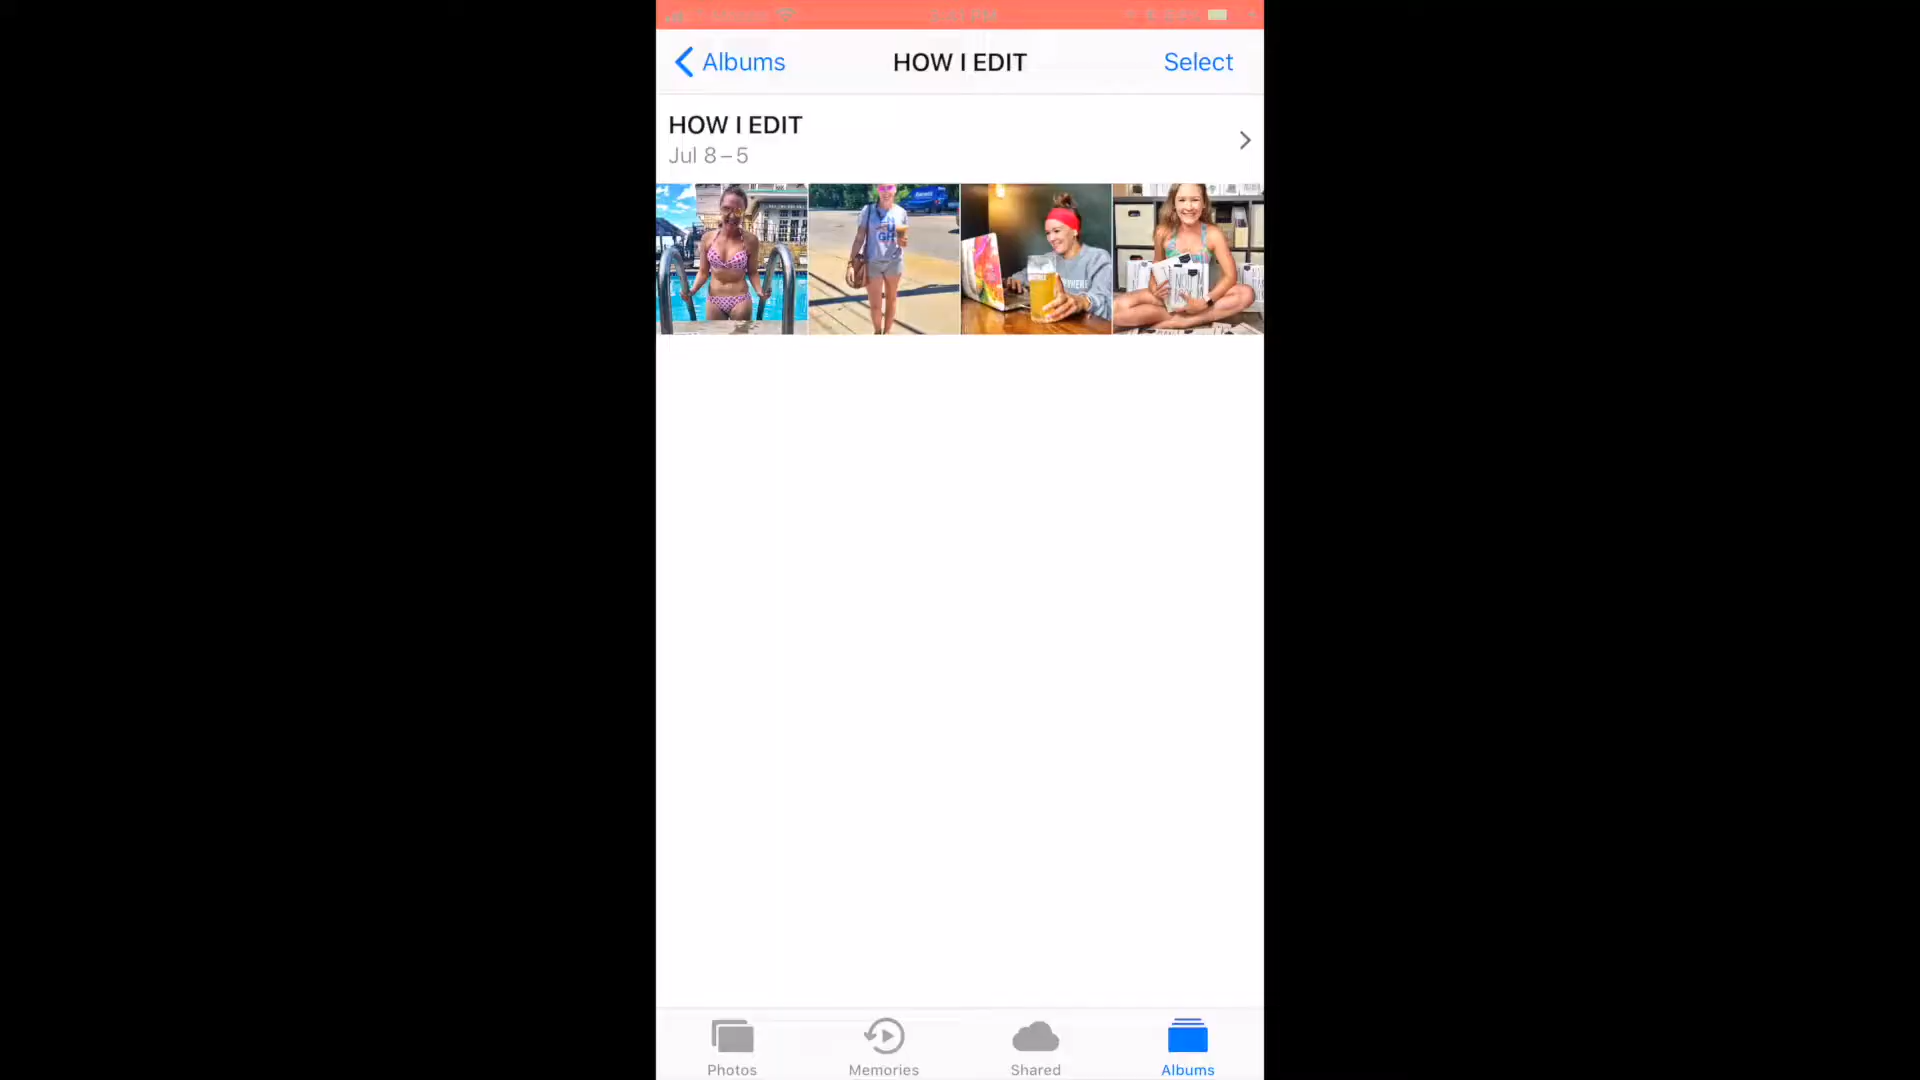 Albums
HOW I EDIT
Select
HOW I EDIT
Jul 8 – 5
Photos
Memories
Shared
Albums